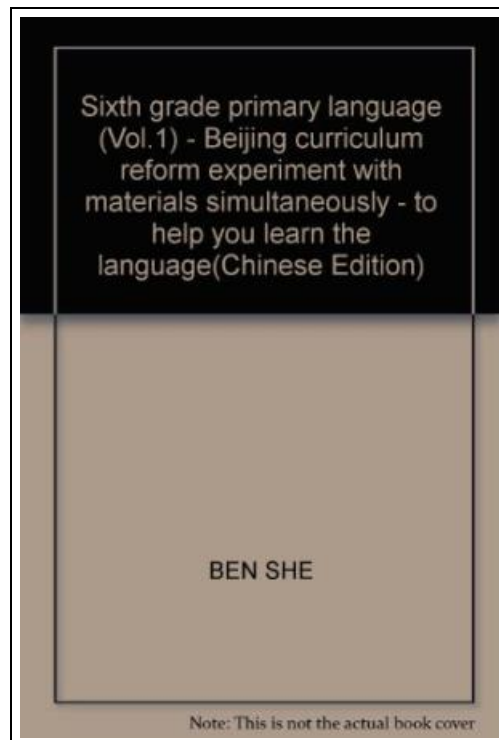 Sixth grade primary language
(Vol.1) - Beijing curriculum
reform experiment with
materials simultaneously - to
help you learn the
language(Chinese Edition)
BEN SHE
Note: This is not the actual book cover